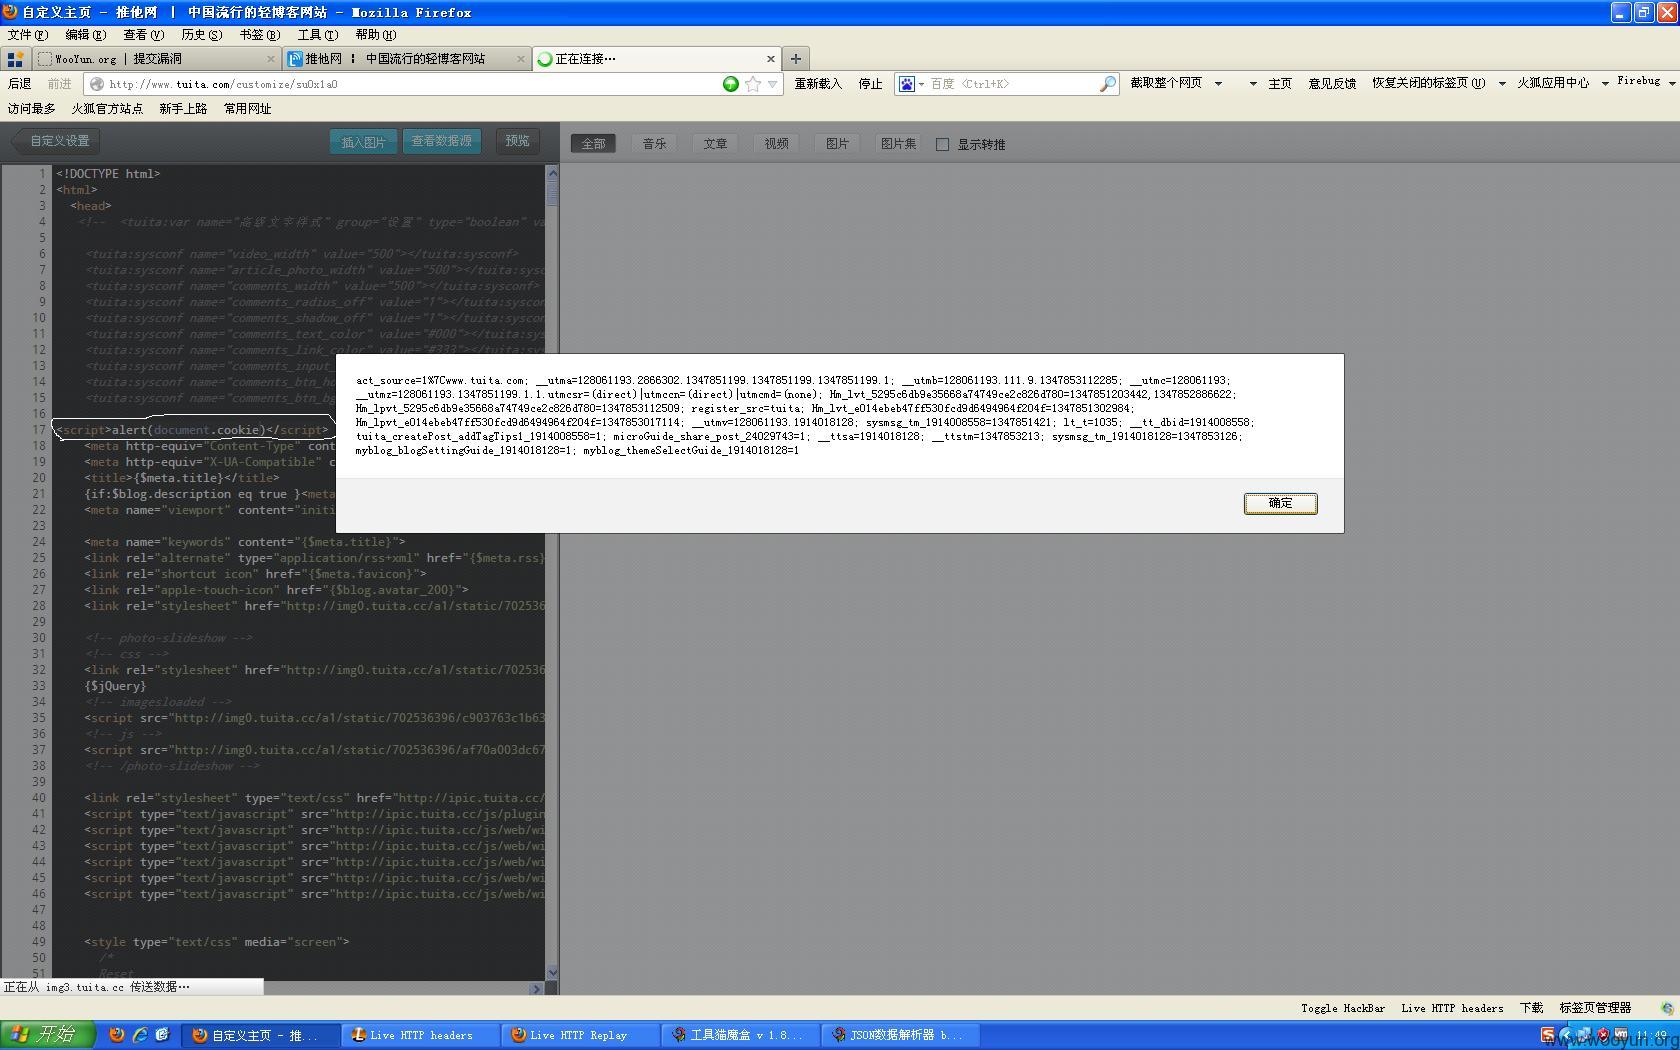 自定义主页 - 推他网 | 中国流行的轻博客网站 - Mozilla Firefox
文件(F) 编辑(E) 查看(V) 历史(S) 书签(B) 工具(T) 帮助(H)
WooYun.org | 提交漏洞 × 推他网 ¦ 中国流行的轻博客网站 × 正在连接… × +
后退 前进 http://www.tuita.com/customize/su0x1a0 重新载入 停止 百度 <Ctrl+K> 截取整个网页 主页 意见反馈 恢复关闭的标签页(U) 火狐应用中心 Firebug
访问最多 火狐官方站点 新手上路 常用网址
自定义设置 插入图片 查看数据源 预览 全部 音乐 文章 视频 图片 图片集 显示转推
1 <!DOCTYPE html>
2 <html>
3 <head>
4 <!-- <tuita:var name="高级文字样式" group="设置" type="boolean" va
5
6 <tuita:sysconf name="video_width" value="500"></tuita:sysconf>
7 <tuita:sysconf name="article_photo_width" value="500"></tuita:sysc
8 <tuita:sysconf name="comments_width" value="500"></tuita:sysconf>
9 <tuita:sysconf name="comments_radius_off" value="1"></tuita:syscon
10 <tuita:sysconf name="comments_shadow_off" value="1"></tuita:syscon
11 <tuita:sysconf name="comments_text_color" value="#000"></tuita:sys
12 <tuita:sysconf name="comments_link_color" value="#333"></tuita:sys
13 <tuita:sysconf name="comments_input_
14 <tuita:sysconf name="comments_btn_ho
15 <tuita:sysconf name="comments_btn_bg
16
17 <script>alert(document.cookie)</script>
18 <meta http-equiv="Content-Type" cont
19 <meta http-equiv="X-UA-Compatible" c
20 <title>{$meta.title}</title>
21 {if:$blog.description eq true }<meta
22 <meta name="viewport" content="initi
23
24 <meta name="keywords" content="{$meta.title}">
25 <link rel="alternate" type="application/rss+xml" href="{$meta.rss}
26 <link rel="shortcut icon" href="{$meta.favicon}">
27 <link rel="apple-touch-icon" href="{$blog.avatar_200}">
28 <link rel="stylesheet" href="http://img0.tuita.cc/a1/static/702536
29
30 <!-- photo-slideshow -->
31 <!-- css -->
32 <link rel="stylesheet" href="http://img0.tuita.cc/a1/static/702536
33 {$jQuery}
34 <!-- imagesloaded -->
35 <script src="http://img0.tuita.cc/a1/static/702536396/c903763c1b63
36 <!-- js -->
37 <script src="http://img0.tuita.cc/a1/static/702536396/af70a003dc67
38 <!-- /photo-slideshow -->
39
40 <link rel="stylesheet" type="text/css" href="http://ipic.tuita.cc/
41 <script type="text/javascript" src="http://ipic.tuita.cc/js/plugin
42 <script type="text/javascript" src="http://ipic.tuita.cc/js/web/wi
43 <script type="text/javascript" src="http://ipic.tuita.cc/js/web/wi
44 <script type="text/javascript" src="http://ipic.tuita.cc/js/web/wi
45 <script type="text/javascript" src="http://ipic.tuita.cc/js/web/wi
46 <script type="text/javascript" src="http://ipic.tuita.cc/js/web/wi
47
48
49 <style type="text/css" media="screen">
50 /*
51 Reset
act_source=1%7Cwww.tuita.com; __utma=128061193.2866302.1347851199.1347851199.1347851199.1; __utmb=128061193.111.9.1347853112285; __utmc=128061193;
__utmz=128061193.1347851199.1.1.utmcsr=(direct)|utmccn=(direct)|utmcmd=(none); Hm_lvt_5295c6db9e35668a74749ce2c826d780=1347851203442,1347852886622;
Hm_lpvt_5295c6db9e35668a74749ce2c826d780=1347853112509; register_src=tuita; Hm_lvt_e014ebeb47ff530fcd9d6494964f204f=1347851302984;
Hm_lpvt_e014ebeb47ff530fcd9d6494964f204f=1347853017114; __utmv=128061193.1914018128; sysmsg_tm_1914008558=1347851421; lt_t=1035; __tt_dbid=1914008558;
tuita_createPost_addTagTips1_1914008558=1; microGuide_share_post_24029743=1; __ttsa=1914018128; __ttstm=1347853213; sysmsg_tm_1914018128=1347853126;
myblog_blogSettingGuide_1914018128=1; myblog_themeSelectGuide_1914018128=1
确定
正在从 img3.tuita.cc 传送数据…
Toggle HackBar Live HTTP headers 下载 标签页管理器
开始 自定义主页 - 推... Live HTTP headers Live HTTP Replay 工具猫魔盒 v 1.8... JSON数据解析器 b... 11:49
www.wooyun.org